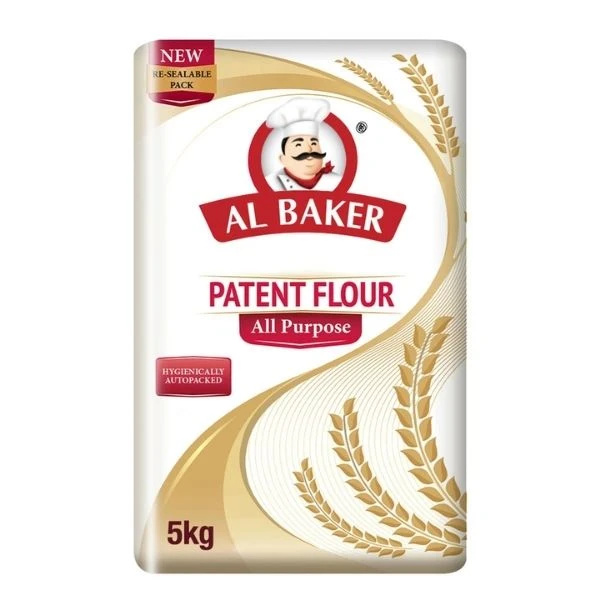 NEW
RE-SEALABLE
PACK
®
AL BAKER
PATENT FLOUR
All Purpose
HYGIENICALLY
AUTOPACKED
5kg